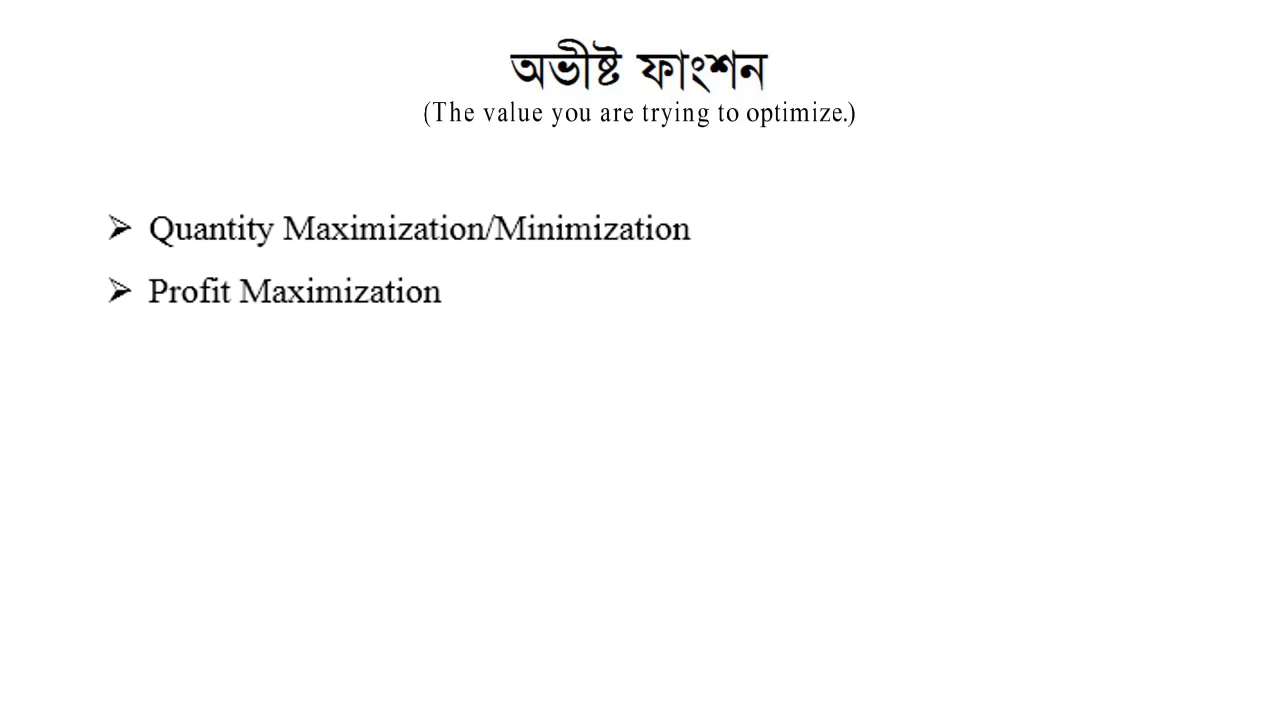 অভীষ্ট ফাংশন
(The value you are trying to optimize.)
➢ Quantity Maximization/Minimization
➢ Profit Maximization